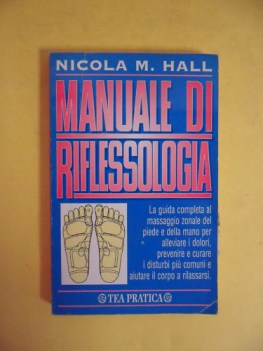 NICOLA M. HALL
MANUALE DI
RIFLESSOLOGIA
La guida completa al
massaggio zonale del
piede e della mano per
alleviare i dolori,
prevenire e curare
i disturbi più comuni e
aiutare il corpo a rilassarsi.
TEA PRATICA